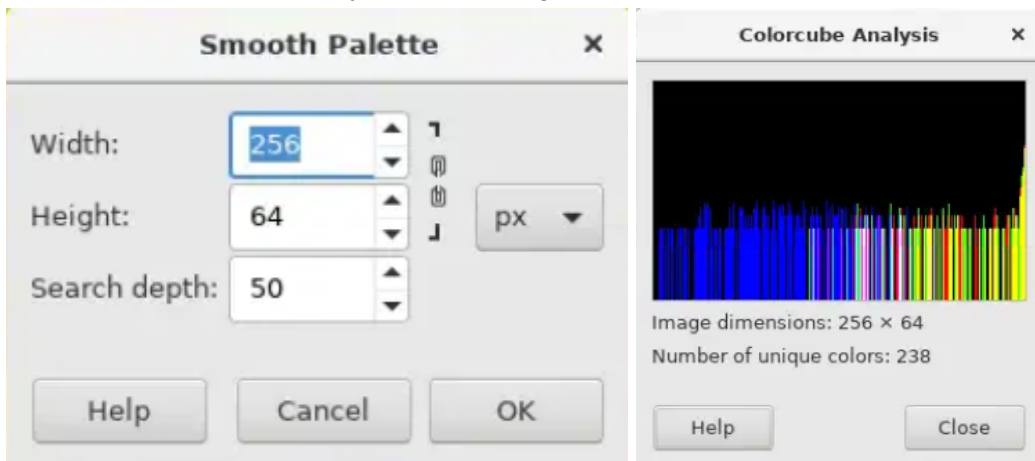 Smooth Palette
Width: 256
Height: 64
px
Search depth: 50
Help Cancel OK
Colorcube Analysis
Image dimensions: 256 × 64
Number of unique colors: 238
Help Close